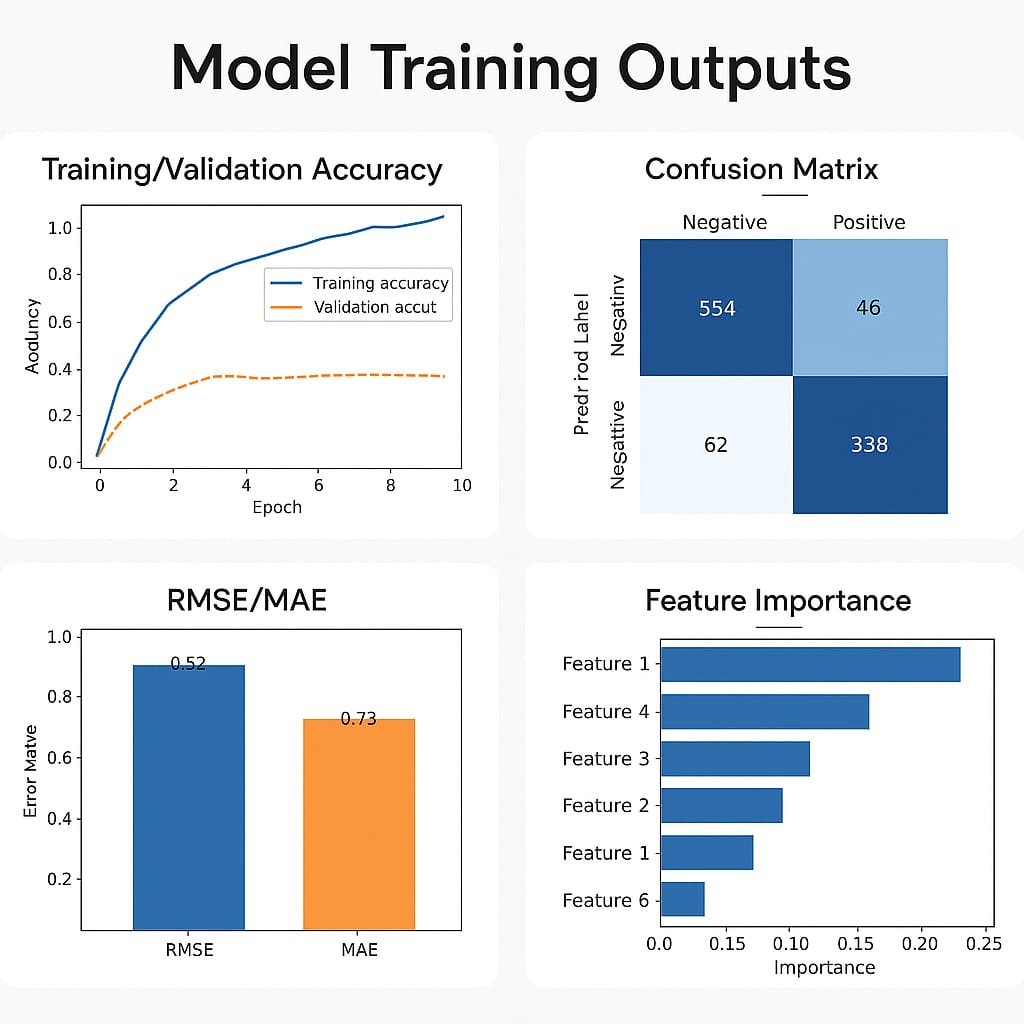 Model Training Outputs
Training/Validation Accuracy
1.0
0.8
0.6
0.4
0.2
0.0
Aodιuncy
Training accuracy
Validation accut
0 2 4 6 8 10
Epoch
Confusion Matrix
Negative Positive
Predr rod Lahel
Negatinv
Negattive
554 46
62 338
RMSE/MAE
1.0
0.8
0.6
0.4
0.2
Error Matve
0.52
0.73
RMSE MAE
Feature Importance
Feature 1
Feature 4
Feature 3
Feature 2
Feature 1
Feature 6
0.0 0.15 0.10 0.15 0.20 0.25
Importance